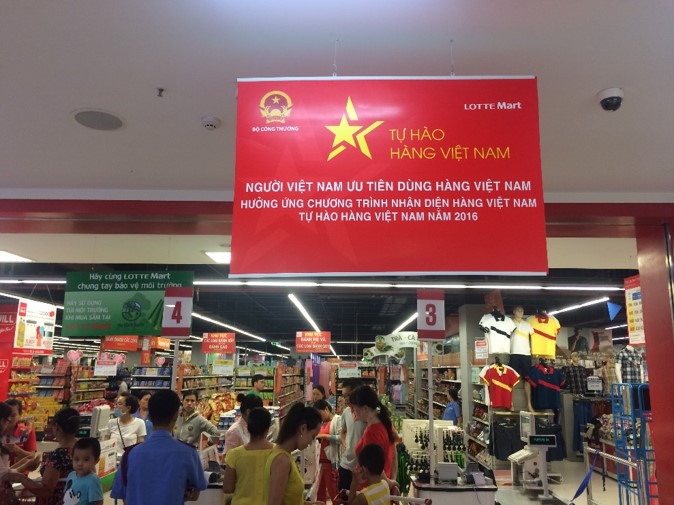 BỘ CÔNG THƯƠNG
LOTTE Mart
TỰ HÀO
HÀNG VIỆT NAM
NGƯỜI VIỆT NAM ƯU TIÊN DÙNG HÀNG VIỆT NAM
HƯỞNG ỨNG CHƯƠNG TRÌNH NHẬN DIỆN HÀNG VIỆT NAM
TỰ HÀO HÀNG VIỆT NAM NĂM 2016
Hãy cùng LOTTE Mart
chung tay bảo vệ môi trường
4
3